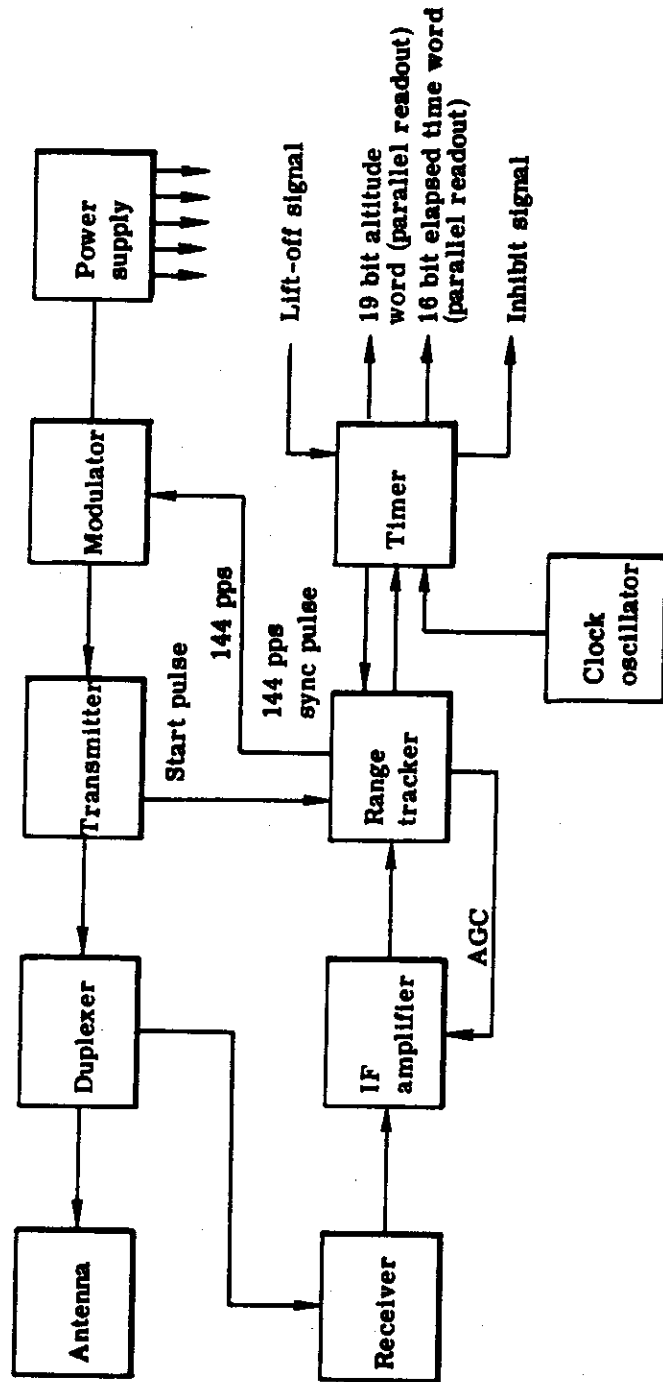 Antenna
Duplexer
Transmitter
Modulator
Power
supply
Start pulse
144 pps
144 pps
sync pulse
Receiver
IF
amplifier
AGC
Range
tracker
Timer
Clock
oscillator
Lift-off signal
19 bit altitude
word (parallel readout)
16 bit elapsed time word
(parallel readout)
Inhibit signal